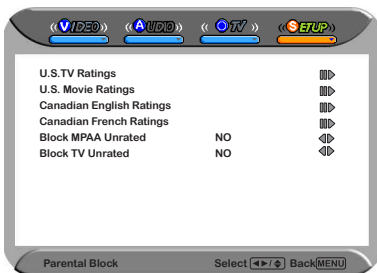 VIDEO AUDIO TV SETUP
U.S.TV Ratings
U.S. Movie Ratings
Canadian English Ratings
Canadian French Ratings
Block MPAA Unrated NO
Block TV Unrated NO
Parental Block Select Back MENU